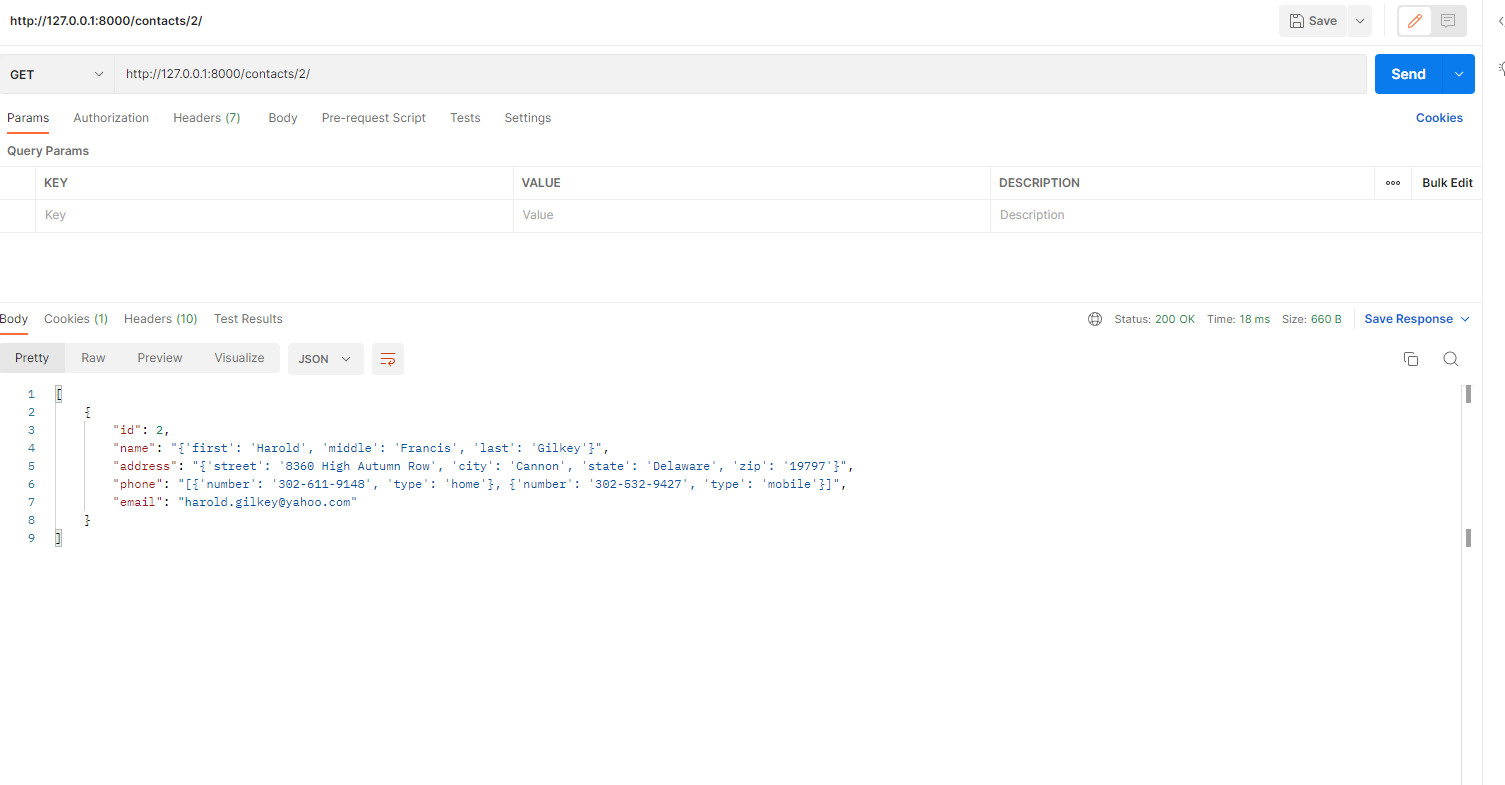 http://127.0.0.1:8000/contacts/2/
Save
GET
http://127.0.0.1:8000/contacts/2/
Send
Params Authorization Headers (7) Body Pre-request Script Tests Settings Cookies
Query Params
KEY VALUE DESCRIPTION Bulk Edit
Key Value Description
Body Cookies (1) Headers (10) Test Results Status: 200 OK Time: 18 ms Size: 660 B Save Response
Pretty Raw Preview Visualize JSON
1 [
2 {
3 "id": 2,
4 "name": "{'first': 'Harold', 'middle': 'Francis', 'last': 'Gilkey'}",
5 "address": "{'street': '8360 High Autumn Row', 'city': 'Cannon', 'state': 'Delaware', 'zip': '19797'}",
6 "phone": "[{'number': '302-611-9148', 'type': 'home'}, {'number': '302-532-9427', 'type': 'mobile'}]",
7 "email": "harold.gilkey@yahoo.com"
8 }
9 ]